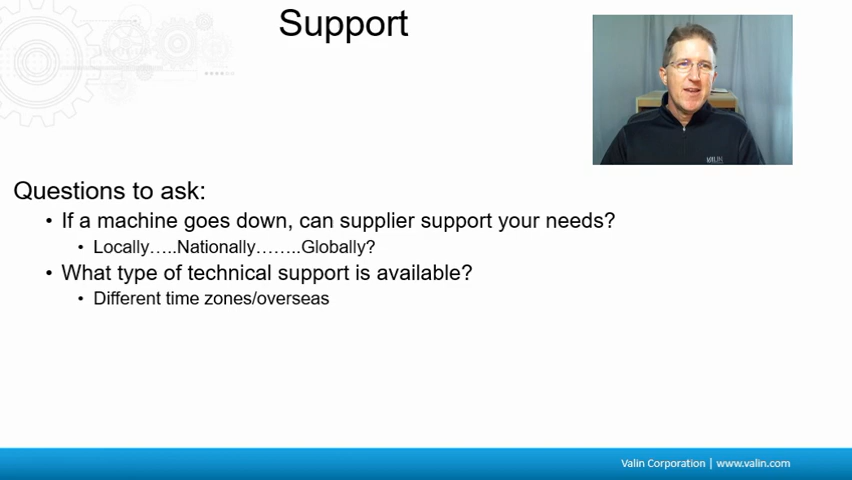 Support
VALIN
Questions to ask:
• If a machine goes down, can supplier support your needs?
• Locally…..Nationally……..Globally?
• What type of technical support is available?
• Different time zones/overseas
Valin Corporation | www.valin.com